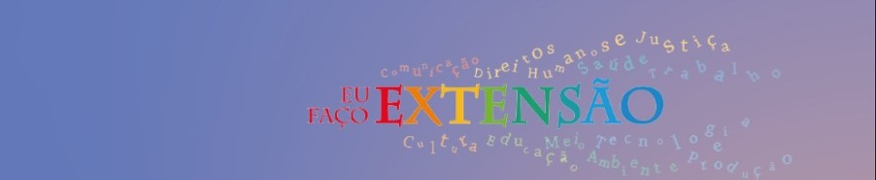 Comunicação Direitos Humanos e Justiça
Saúde Trabalho
EU FAÇO EXTENSÃO
Cultura Educação Meio Ambiente
Tecnologia e Produção